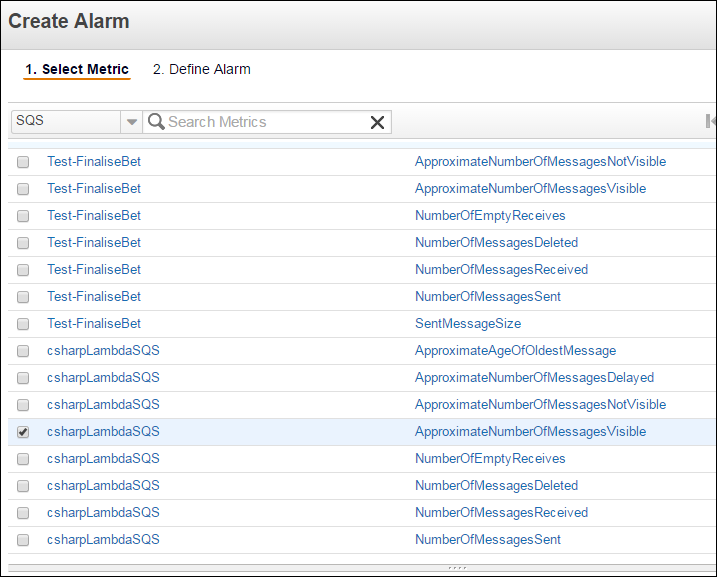 Create Alarm
1. Select Metric 2. Define Alarm
SQS Search Metrics
Test-FinaliseBet ApproximateNumberOfMessagesNotVisible
Test-FinaliseBet ApproximateNumberOfMessagesVisible
Test-FinaliseBet NumberOfEmptyReceives
Test-FinaliseBet NumberOfMessagesDeleted
Test-FinaliseBet NumberOfMessagesReceived
Test-FinaliseBet NumberOfMessagesSent
Test-FinaliseBet SentMessageSize
csharpLambdaSQS ApproximateAgeOfOldestMessage
csharpLambdaSQS ApproximateNumberOfMessagesDelayed
csharpLambdaSQS ApproximateNumberOfMessagesNotVisible
csharpLambdaSQS ApproximateNumberOfMessagesVisible
csharpLambdaSQS NumberOfEmptyReceives
csharpLambdaSQS NumberOfMessagesDeleted
csharpLambdaSQS NumberOfMessagesReceived
csharpLambdaSQS NumberOfMessagesSent